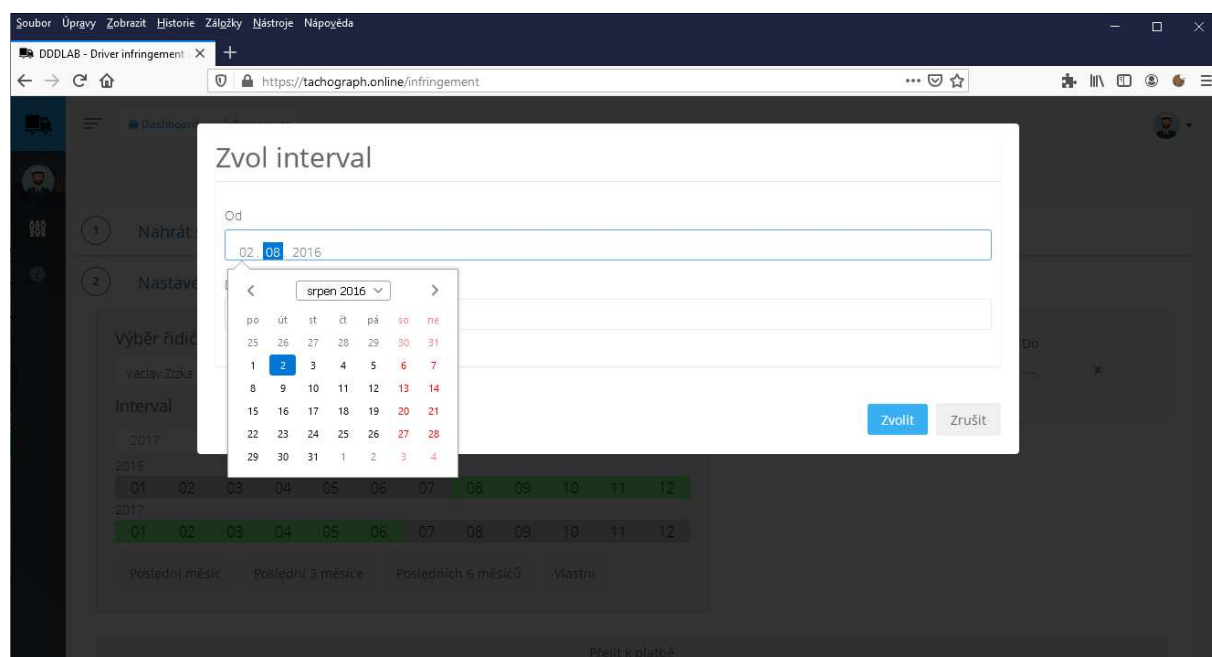 Soubor Úpravy Zobrazit Historie Záložky Nástroje Nápověda
DDDLAB - Driver infringement
https://tachograph.online/infringement
Dashboard
Zvol interval
Od
02. 08. 2016
srpen 2016
po út st čt pá so ne
25 26 27 28 29 30 31
1 2 3 4 5 6 7
8 9 10 11 12 13 14
15 16 17 18 19 20 21
22 23 24 25 26 27 28
29 30 31 1 2 3 4
Zvolit Zrušit
1 Nahrát
2 Nastave
Výběr řidič
Do
Vaclav Zizka
Interval
2017
2016
01 02 03 04 05 06 07 08 09 10 11 12
2017
01 02 03 04 05 06 07 08 09 10 11 12
Poslední měsíc Poslední 3 měsíce Posledních 6 měsíců Vlastní
Přejít k platbě